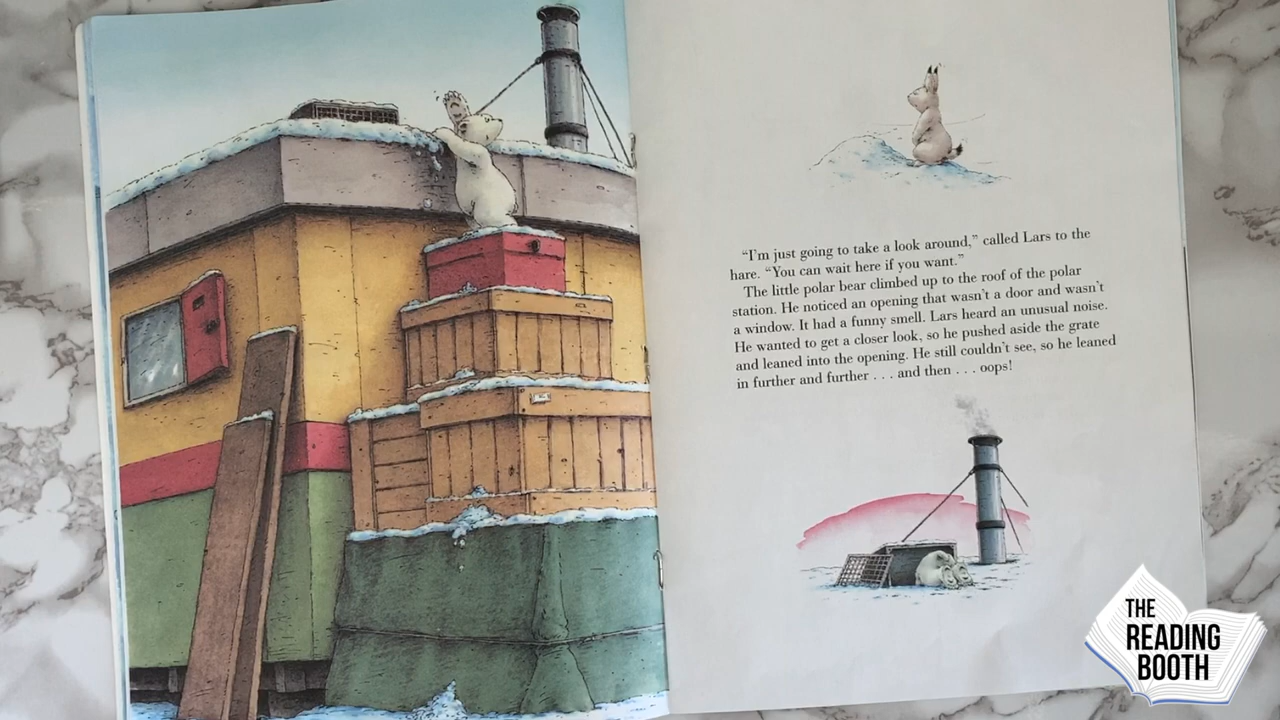 “I’m just going to take a look around,” called Lars to the
hare. “You can wait here if you want.”
The little polar bear climbed up to the roof of the polar
station. He noticed an opening that wasn’t a door and wasn’t
a window. It had a funny smell. Lars heard an unusual noise.
He wanted to get a closer look, so he pushed aside the grate
and leaned into the opening. He still couldn’t see, so he leaned
in further and further . . . and then . . . oops!
THE
READING
BOOTH